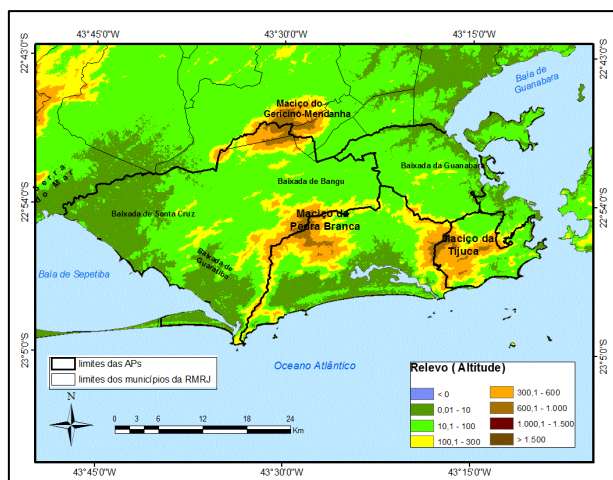 43°45'0"W
43°30'0"W
43°15'0"W
22°43'0"S
22°43'0"S
Baía de
Guanabara
Maciço do
Gericinó-Mendanha
Baixada da Guanabara
Serra
do Mar
Baixada de Bangu
22°54'0"S
22°54'0"S
Baixada de Santa Cruz
Maciço da
Pedra Branca
Maciço da
Tijuca
Baixada de
Guaratiba
Baía de Sepetiba
23°5'0"S
23°5'0"S
Oceano Atlântico
limites das APs
limites dos municípios da RMRJ
Relevo ( Altitude)
< 0
0,01 - 10
10,1 - 100
100,1 - 300
300,1 - 600
600,1 - 1.000
1.000,1 - 1.500
> 1.500
N
0 3 6 12 18 24
Km
43°45'0"W
43°30'0"W
43°15'0"W